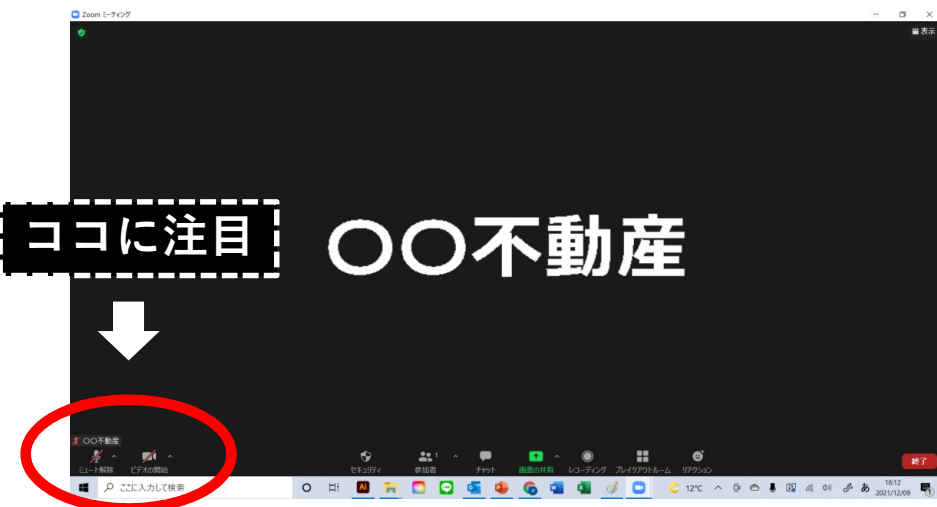 Zoom ミーティング
表示
ココに注目
〇〇不動産
〇〇不動産
ミュート解除
ビデオの開始
セキュリティ
1
参加者
チャット
画面の共有
レコーディング
ブレイクアウトルーム
リアクション
終了
ここに入力して検索
Ai
12°C
あ
16:12
2021/12/09
1